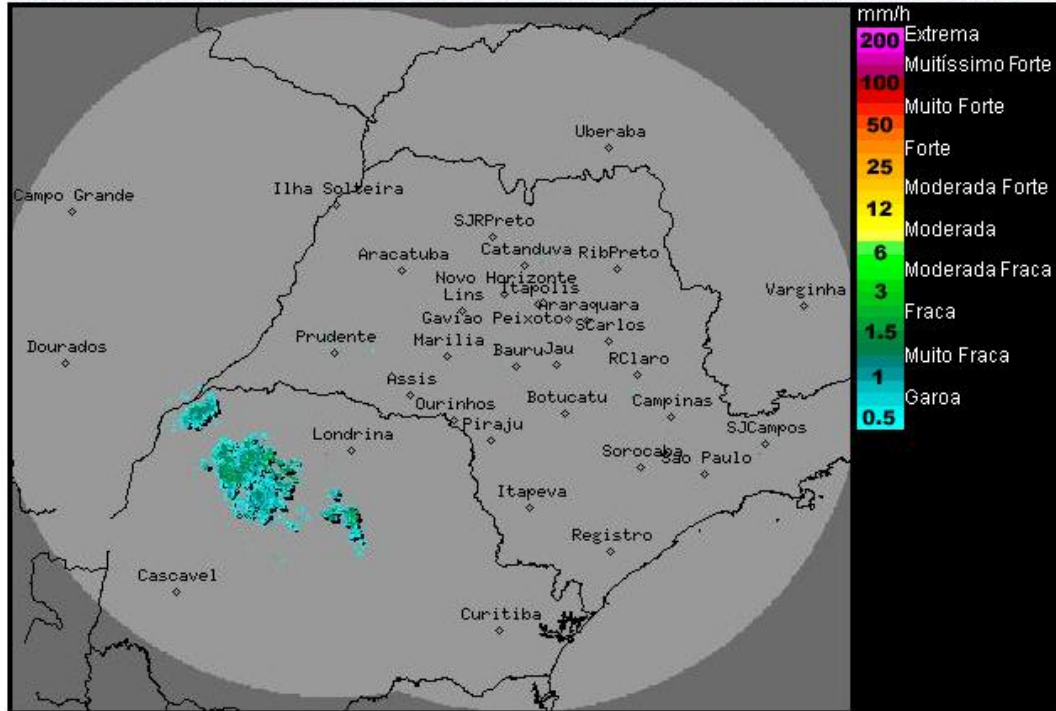 mm/h
200 Extrema
Muitíssimo Forte
100
Muito Forte
50
Forte
25
Moderada Forte
12
Moderada
6
Moderada Fraca
3
Fraca
1.5
Muito Fraca
1
Garoa
0.5
Uberaba
Campo Grande
Ilha Solteira
SJRPreto
Aracatuba
Catanduva
RibPreto
Novo Horizonte
Itapolis
Lins
Araraquara
Varginha
Gaviao Peixoto
SCarlos
Prudente
Marilia
Dourados
Bauru
Jau
RClaro
Assis
Ourinhos
Botucatu
Campinas
Londrina
Piraju
SJCampos
Sorocaba
Sao Paulo
Itapeva
Registro
Cascavel
Curitiba